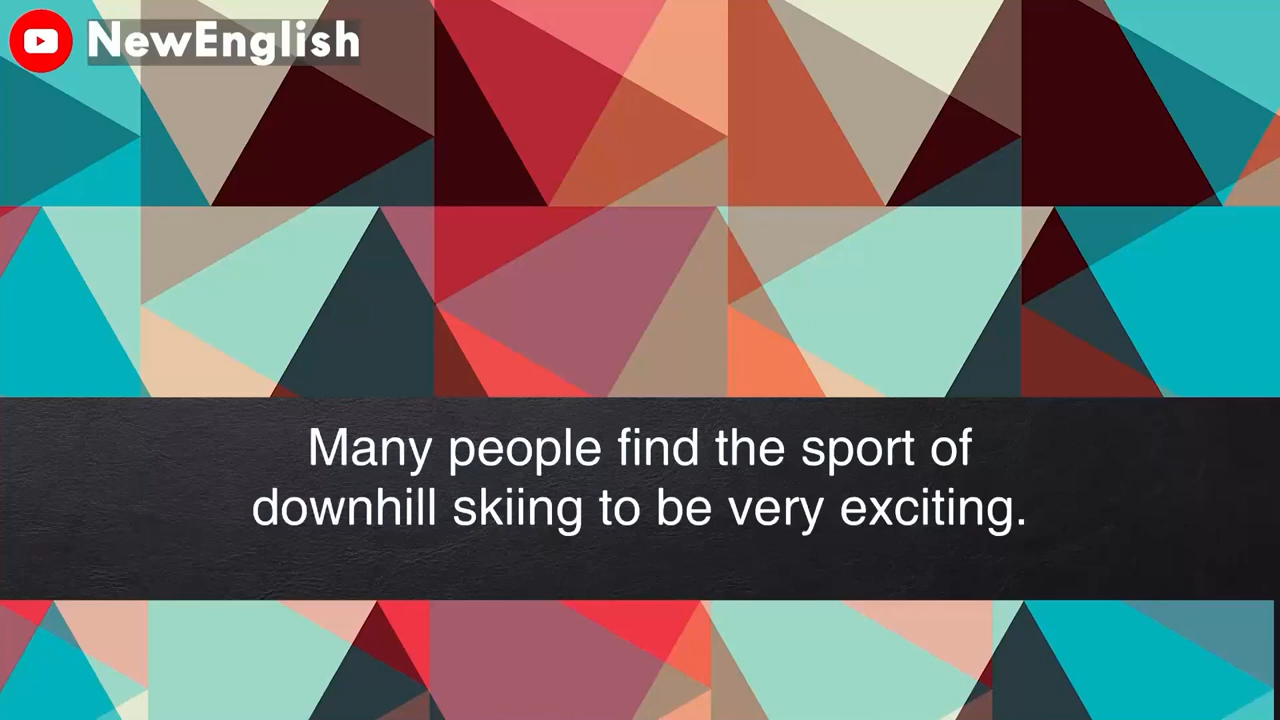 NewEnglish
Many people find the sport of
downhill skiing to be very exciting.